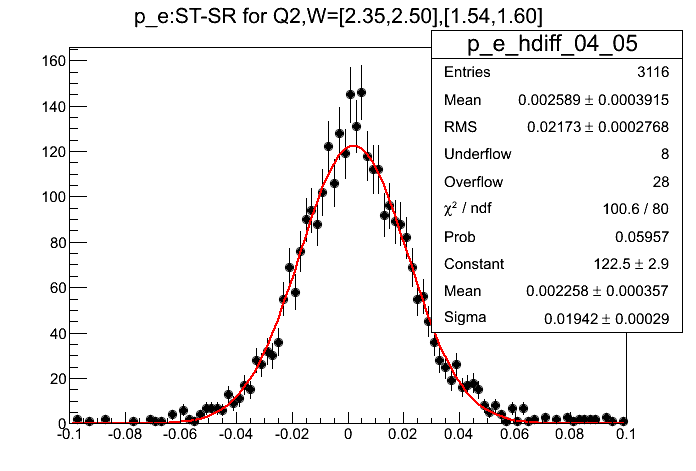 p_e:ST-SR for Q2,W=[2.35,2.50],[1.54,1.60]
p_e_hdiff_04_05
Entries 3116
Mean 0.002589 ± 0.0003915
RMS 0.02173 ± 0.0002768
Underflow 8
Overflow 28
χ² / ndf 100.6 / 80
Prob 0.05957
Constant 122.5 ± 2.9
Mean 0.002258 ± 0.000357
Sigma 0.01942 ± 0.00029
160
140
120
100
80
60
40
20
0
-0.1 -0.08 -0.06 -0.04 -0.02 0 0.02 0.04 0.06 0.08 0.1